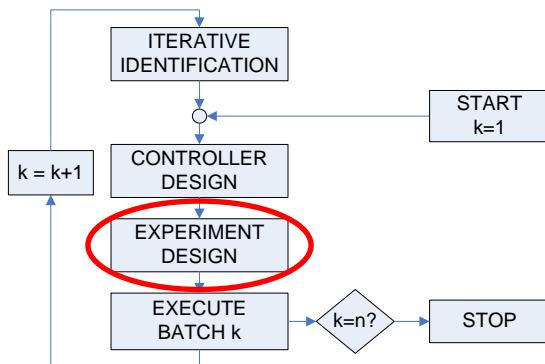 ITERATIVE
IDENTIFICATION
START
k=1
k = k+1
CONTROLLER
DESIGN
EXPERIMENT
DESIGN
EXECUTE
BATCH k
k=n?
STOP